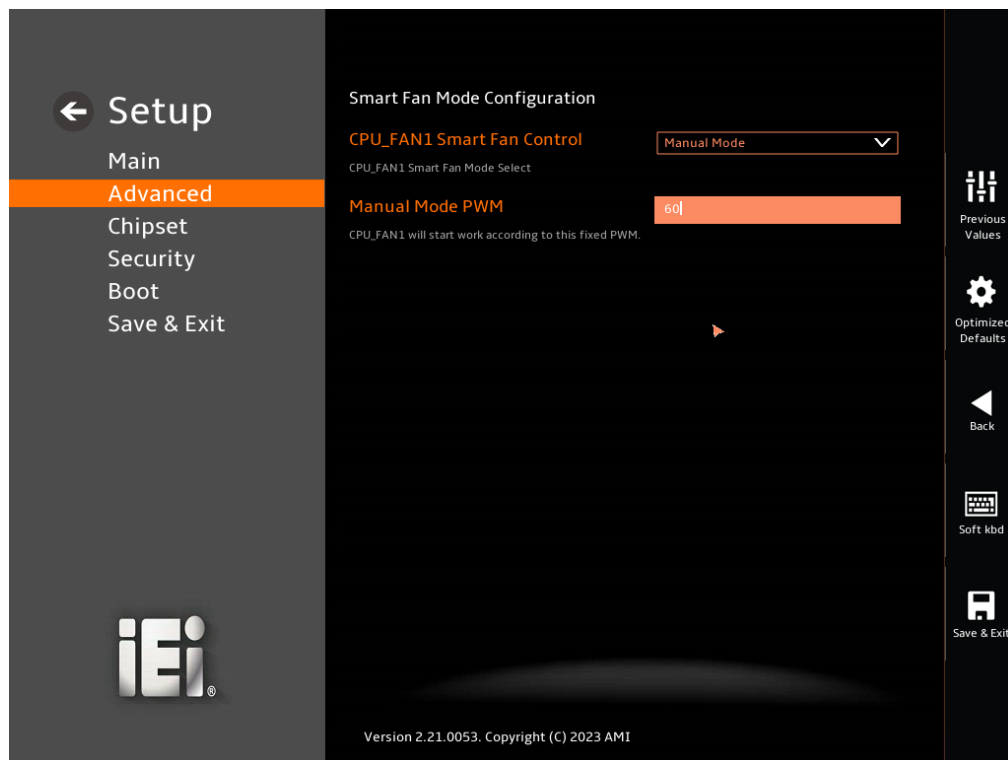 Setup
Main
Advanced
Chipset
Security
Boot
Save & Exit
iEi®
Smart Fan Mode Configuration
CPU_FAN1 Smart Fan Control
Manual Mode
CPU_FAN1 Smart Fan Mode Select
Manual Mode PWM
60
CPU_FAN1 will start work according to this fixed PWM.
Version 2.21.0053. Copyright (C) 2023 AMI
Previous
Values
Optimized
Defaults
Back
Soft kbd
Save & Exit